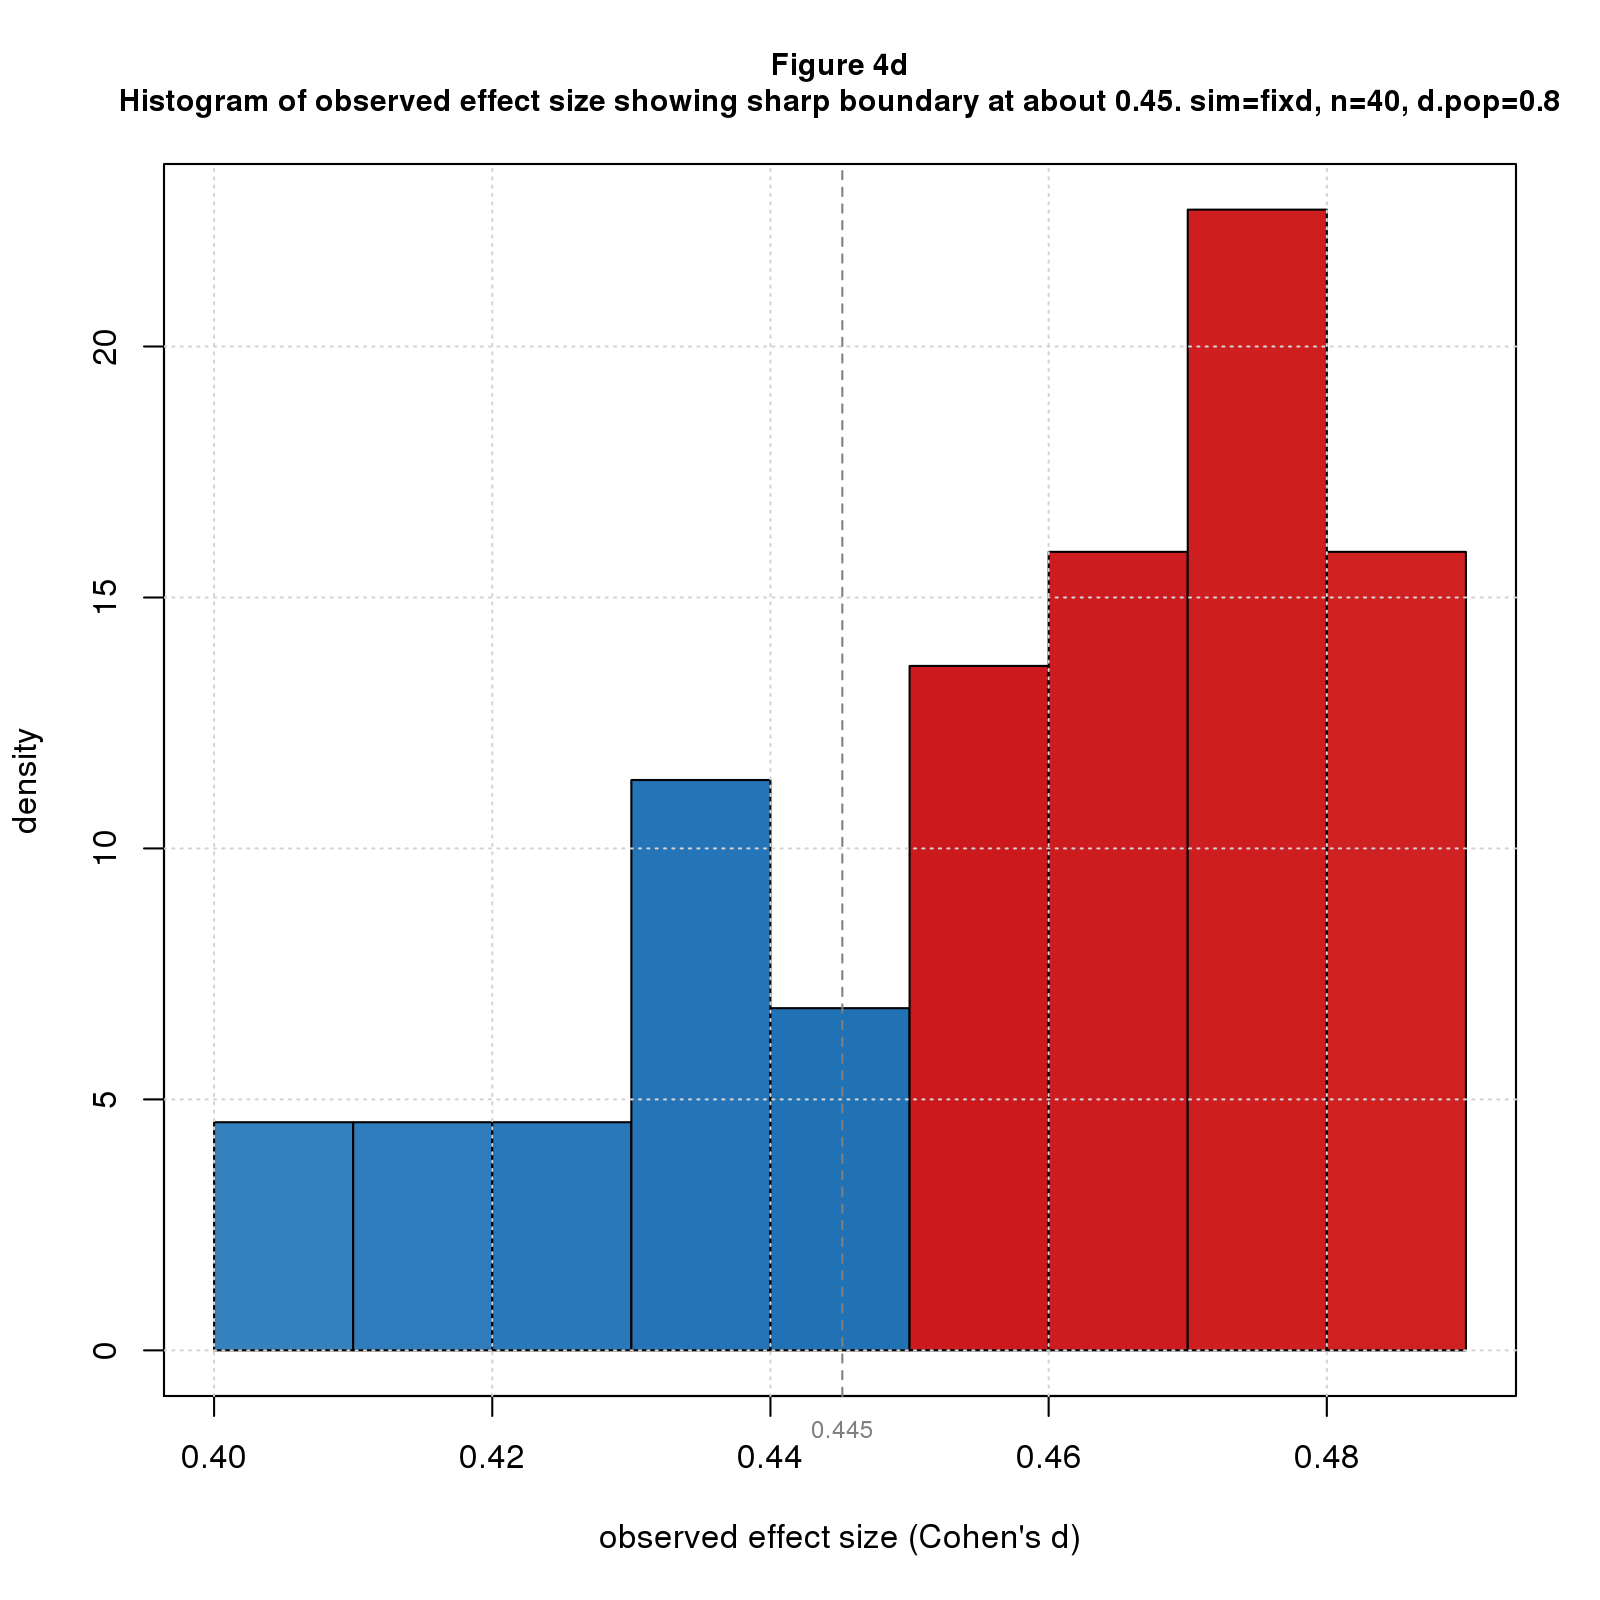 Figure 4d
Histogram of observed effect size showing sharp boundary at about 0.45. sim=fixd, n=40, d.pop=0.8
density
20
15
10
5
0
0.445
0.40 0.42 0.44 0.46 0.48
observed effect size (Cohen's d)